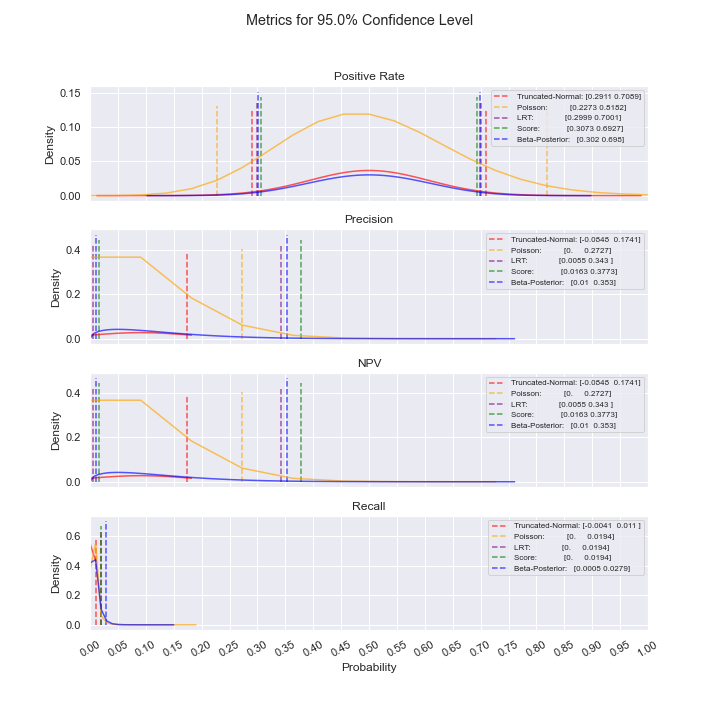 Metrics for 95.0% Confidence Level
Positive Rate
Density
0.15
0.10
0.05
0.00
Truncated-Normal: [0.2911 0.7089]
Poisson: [0.2273 0.8182]
LRT: [0.2999 0.7001]
Score: [0.3073 0.6927]
Beta-Posterior: [0.302 0.698]
Precision
Density
0.4
0.2
0.0
Truncated-Normal: [-0.0848 0.1741]
Poisson: [0. 0.2727]
LRT: [0.0055 0.343 ]
Score: [0.0163 0.3773]
Beta-Posterior: [0.01 0.353]
NPV
Density
0.4
0.2
0.0
Truncated-Normal: [-0.0848 0.1741]
Poisson: [0. 0.2727]
LRT: [0.0055 0.343 ]
Score: [0.0163 0.3773]
Beta-Posterior: [0.01 0.353]
Recall
Density
0.6
0.4
0.2
0.0
Truncated-Normal: [-0.0041 0.011 ]
Poisson: [0. 0.0194]
LRT: [0. 0.0194]
Score: [0. 0.0194]
Beta-Posterior: [0.0005 0.0279]
0.00 0.05 0.10 0.15 0.20 0.25 0.30 0.35 0.40 0.45 0.50 0.55 0.60 0.65 0.70 0.75 0.80 0.85 0.90 0.95 1.00
Probability